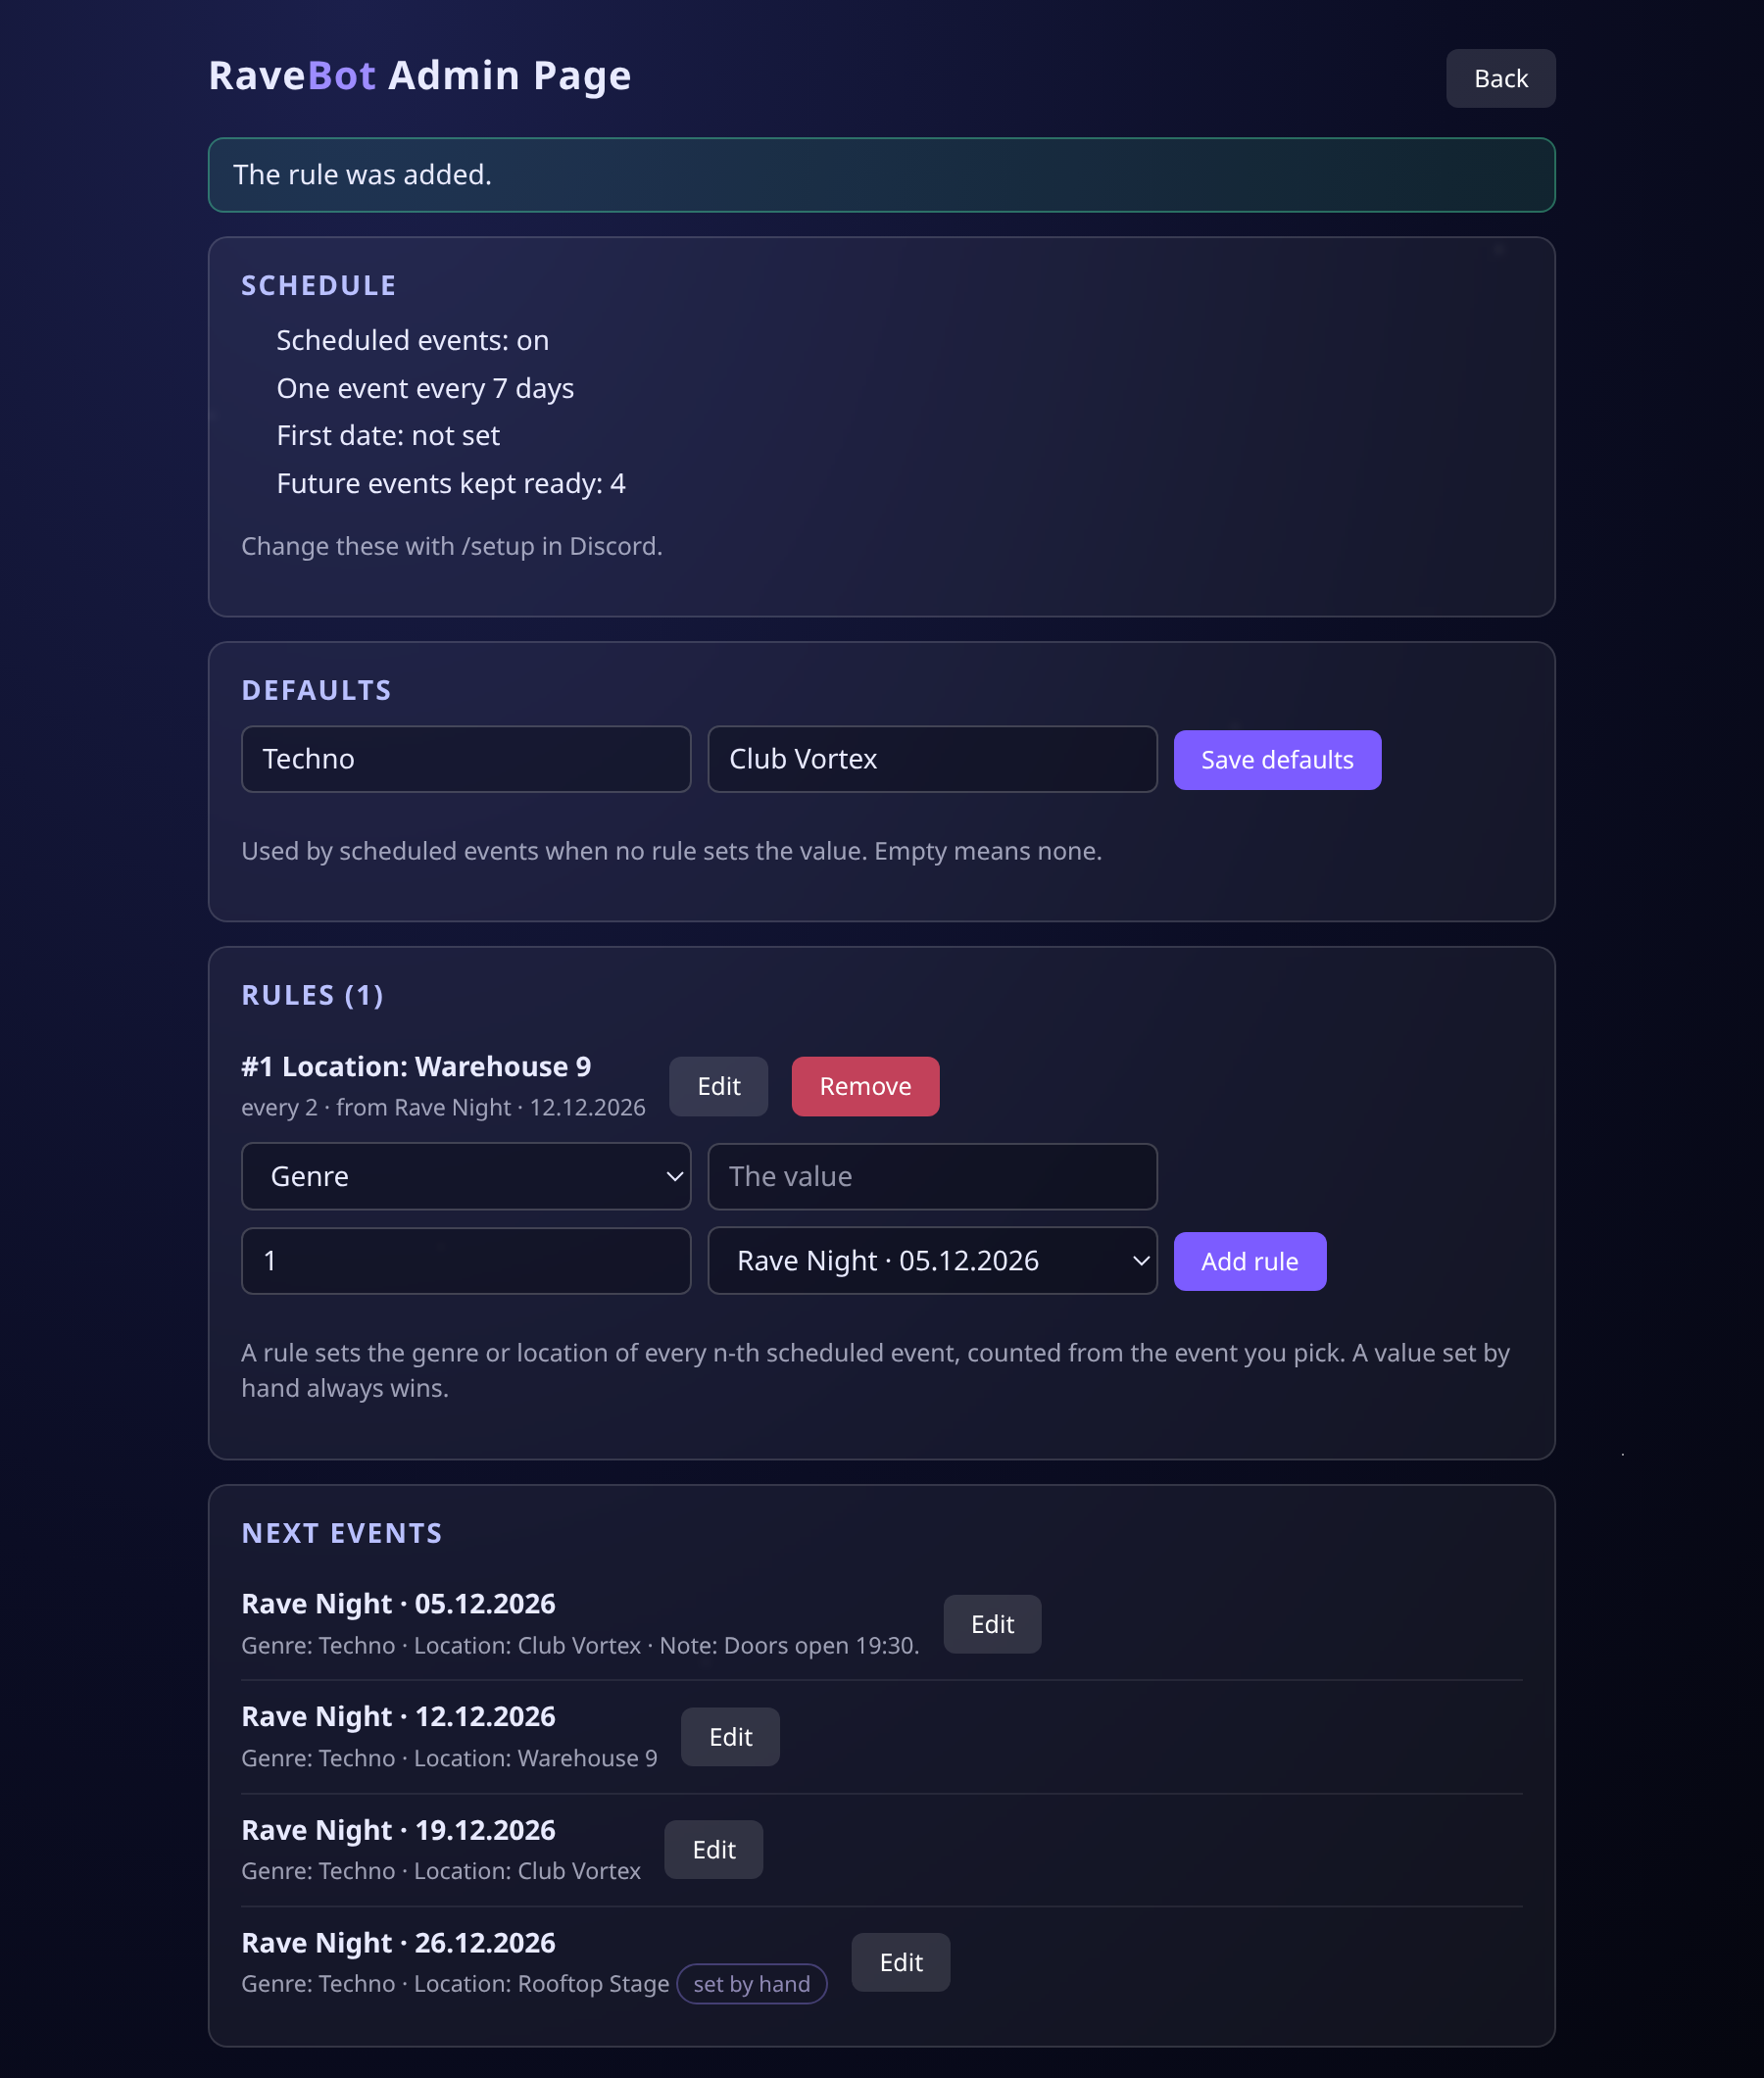 RaveBot Admin Page
Back
The rule was added.
SCHEDULE
Scheduled events: on
One event every 7 days
First date: not set
Future events kept ready: 4
Change these with /setup in Discord.
DEFAULTS
Techno
Club Vortex
Save defaults
Used by scheduled events when no rule sets the value. Empty means none.
RULES (1)
#1 Location: Warehouse 9
every 2 · from Rave Night · 12.12.2026
Edit
Remove
Genre
The value
1
Rave Night · 05.12.2026
Add rule
A rule sets the genre or location of every n-th scheduled event, counted from the event you pick. A value set by
hand always wins.
NEXT EVENTS
Rave Night · 05.12.2026
Genre: Techno · Location: Club Vortex · Note: Doors open 19:30.
Edit
Rave Night · 12.12.2026
Genre: Techno · Location: Warehouse 9
Edit
Rave Night · 19.12.2026
Genre: Techno · Location: Club Vortex
Edit
Rave Night · 26.12.2026
Genre: Techno · Location: Rooftop Stage set by hand
Edit